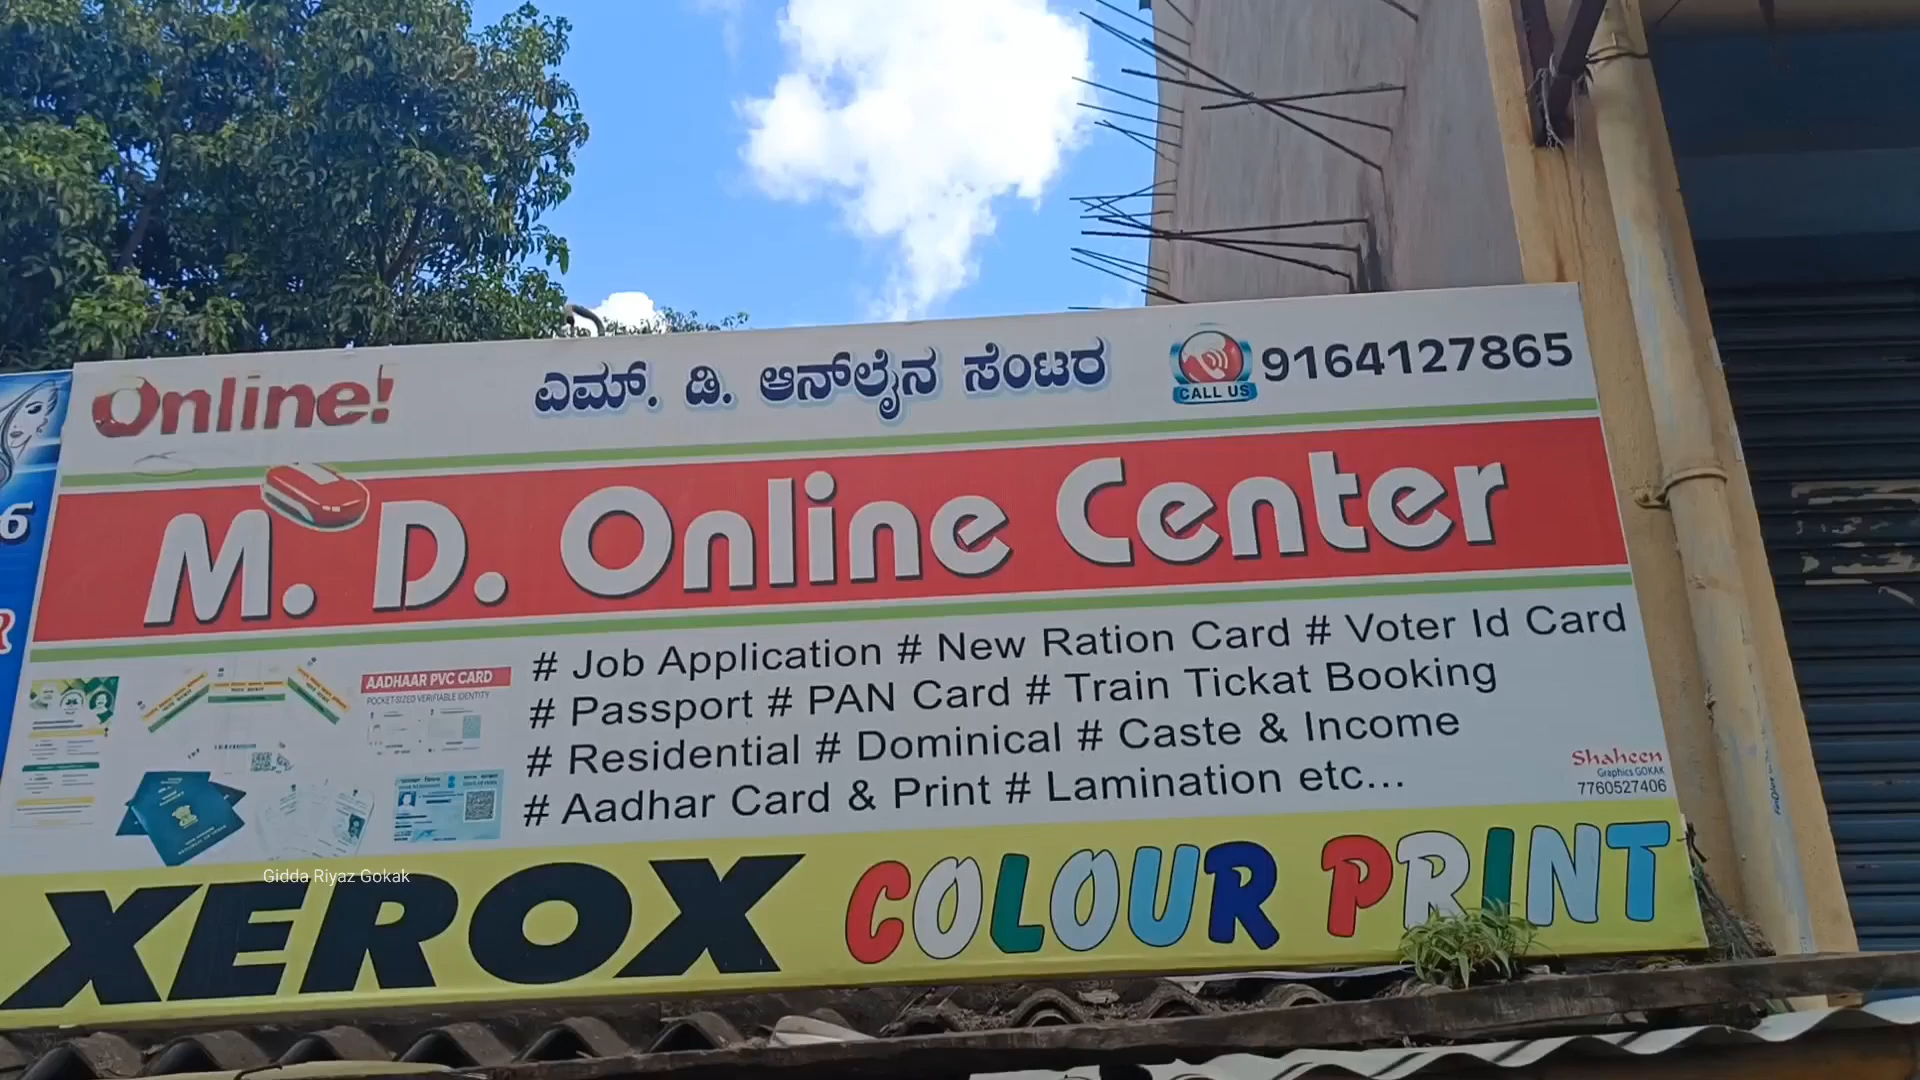 Online!
ಎಮ್. ಡಿ. ಆನ್‌ಲೈನ ಸೆಂಟರ
CALL US
9164127865
M. D. Online Center
# Job Application # New Ration Card # Voter Id Card
# Passport # PAN Card # Train Tickat Booking
# Residential # Dominical # Caste & Income
# Aadhar Card & Print # Lamination etc...
AADHAAR PVC CARD
POCKET-SIZED VERIFIABLE IDENTITY
Shaheen
Graphics GOKAK
7760527406
Gidda Riyaz Gokak
XEROX COLOUR PRINT
6
R